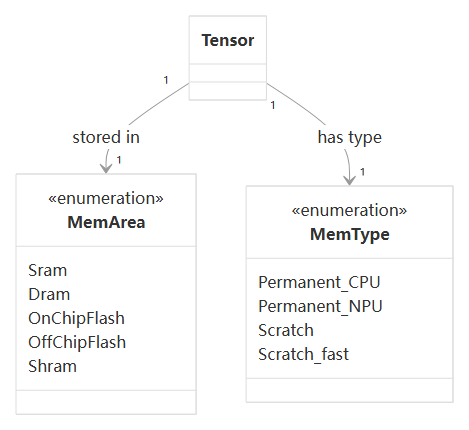 Tensor
1
1
stored in
has type
1
1
«enumeration»
MemArea
Sram
Dram
OnChipFlash
OffChipFlash
Shram
«enumeration»
MemType
Permanent_CPU
Permanent_NPU
Scratch
Scratch_fast